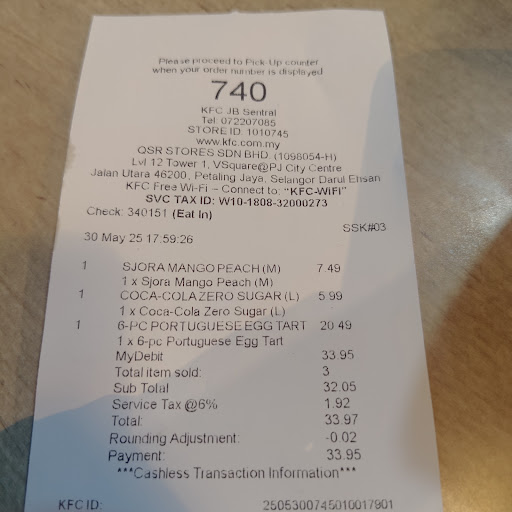 Please proceed to Pick-Up counter
when your order number is displayed
740
KFC JB Sentral
Tel: 072207085
STORE ID: 1010745
www.kfc.com.my
QSR STORES SDN BHD. (1098054-H)
Lvl 12 Tower 1, VSquare@PJ City Centre
Jalan Utara 46200, Petaling Jaya, Selangor Darul Ehsan
KFC Free Wi-Fi – Connect to: "KFC-WiFi"
SVC TAX ID: W10-1808-32000273
Check: 340151 (Eat In)
SSK#03
30 May 25 17:59:26
1 SJORA MANGO PEACH (M) 7.49
1 x Sjora Mango Peach (M)
1 COCA-COLA ZERO SUGAR (L) 5.99
1 x Coca-Cola Zero Sugar (L)
1 6-PC PORTUGUESE EGG TART 20.49
1 x 6-pc Portuguese Egg Tart
MyDebit 33.95
Total item sold: 3
Sub Total 32.05
Service Tax @6% 1.92
Total: 33.97
Rounding Adjustment: -0.02
Payment: 33.95
***Cashless Transaction Information***
KFC ID: 2505300745010017901